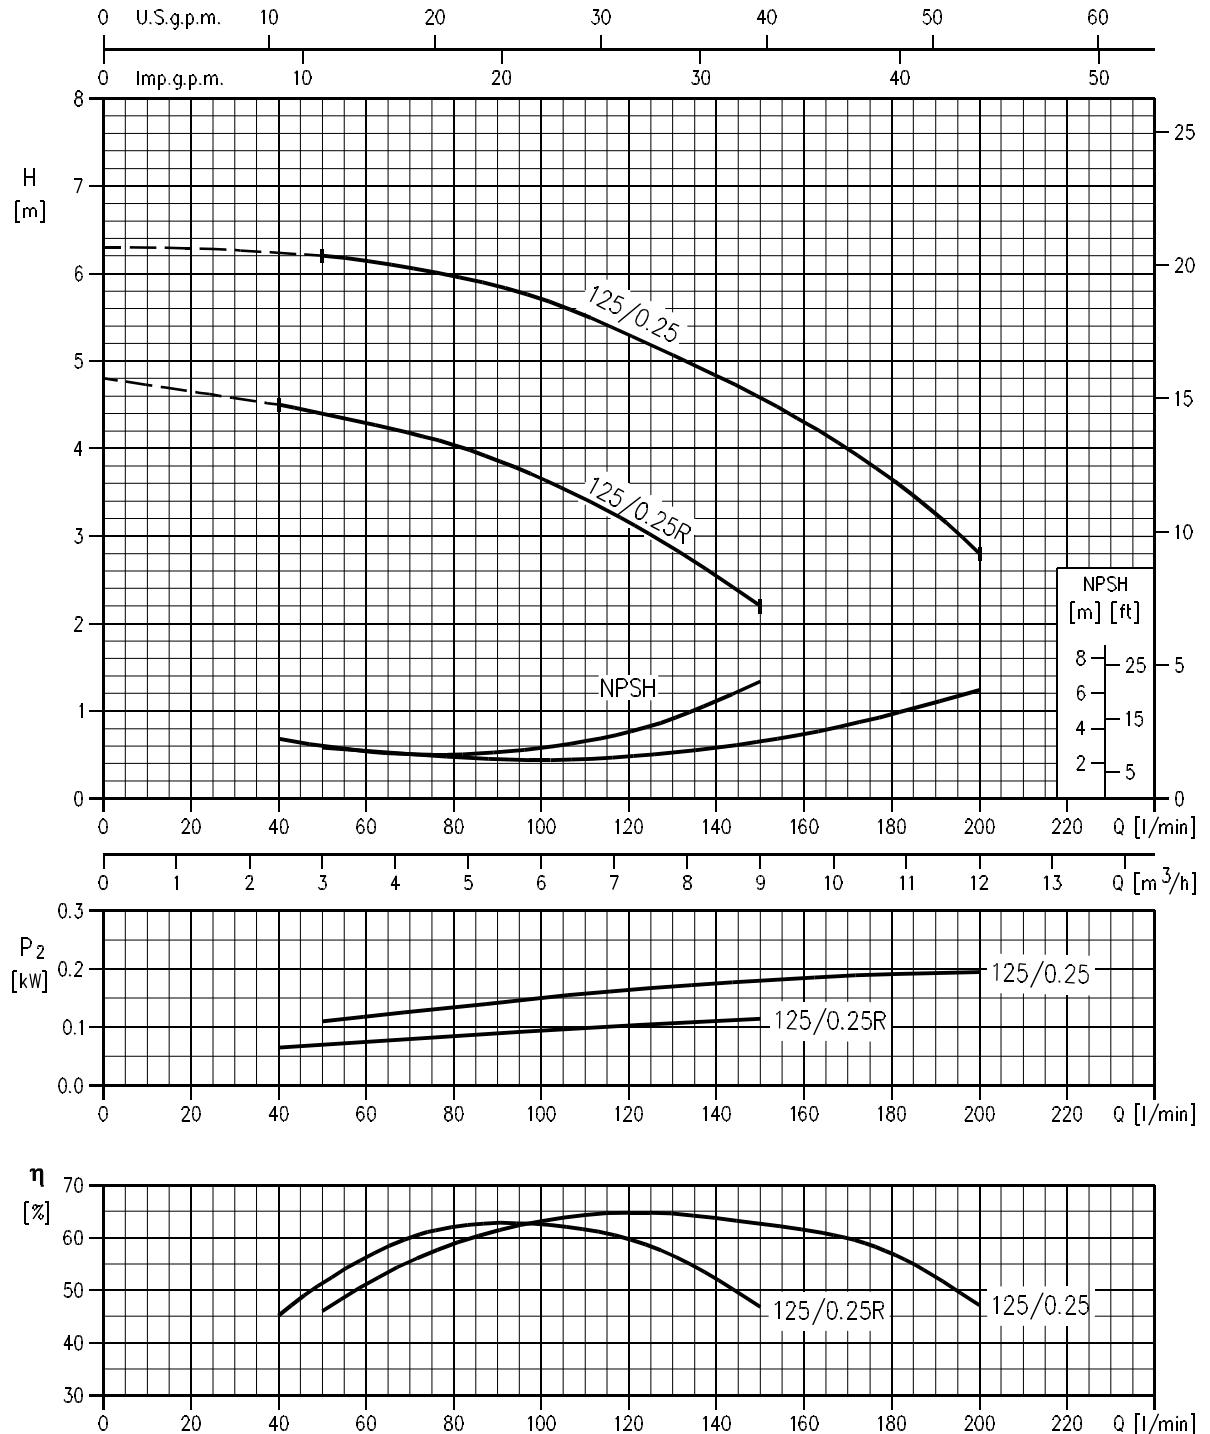 0 U.S.g.p.m. 10 20 30 40 50 60
0 Imp.g.p.m. 10 20 30 40 50
8
25
H
[m]
7
6
20
125/0.25
5
15
4
125/0.25R
3
10
NPSH
[m] [ft]
2
8
25
5
NPSH
6
1
15
4
2
5
0
0
0 20 40 60 80 100 120 140 160 180 200 220 Q [l/min]
0 1 2 3 4 5 6 7 8 9 10 11 12 13 Q [m³/h]
0.3
P2
[kW]
0.2
125/0.25
0.1
125/0.25R
0.0
0 20 40 60 80 100 120 140 160 180 200 220 Q [l/min]
η
[%]
70
60
50
125/0.25R
125/0.25
40
30
0 20 40 60 80 100 120 140 160 180 200 220 Q [l/min]